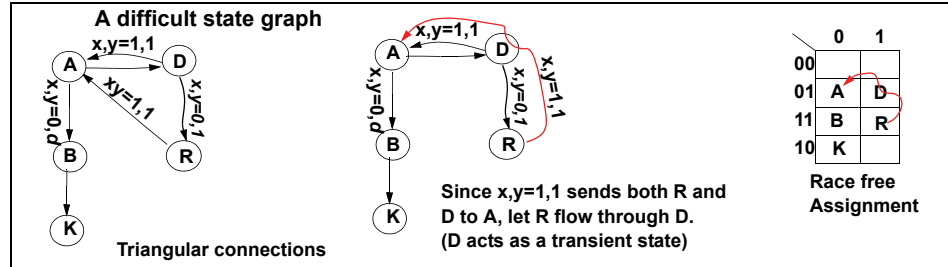 A difficult state graph
x,y=1,1
A
D
xy=1,1
x,y=0,1
x,y=0,d
B
R
K
Triangular connections
x,y=1,1
A
D
x,y=1,1
x,y=0,1
x,y=0,d
B
R
K
Since x,y=1,1 sends both R and
D to A, let R flow through D.
(D acts as a transient state)
0 1
00
01 A D
11 B R
10 K
Race free
Assignment